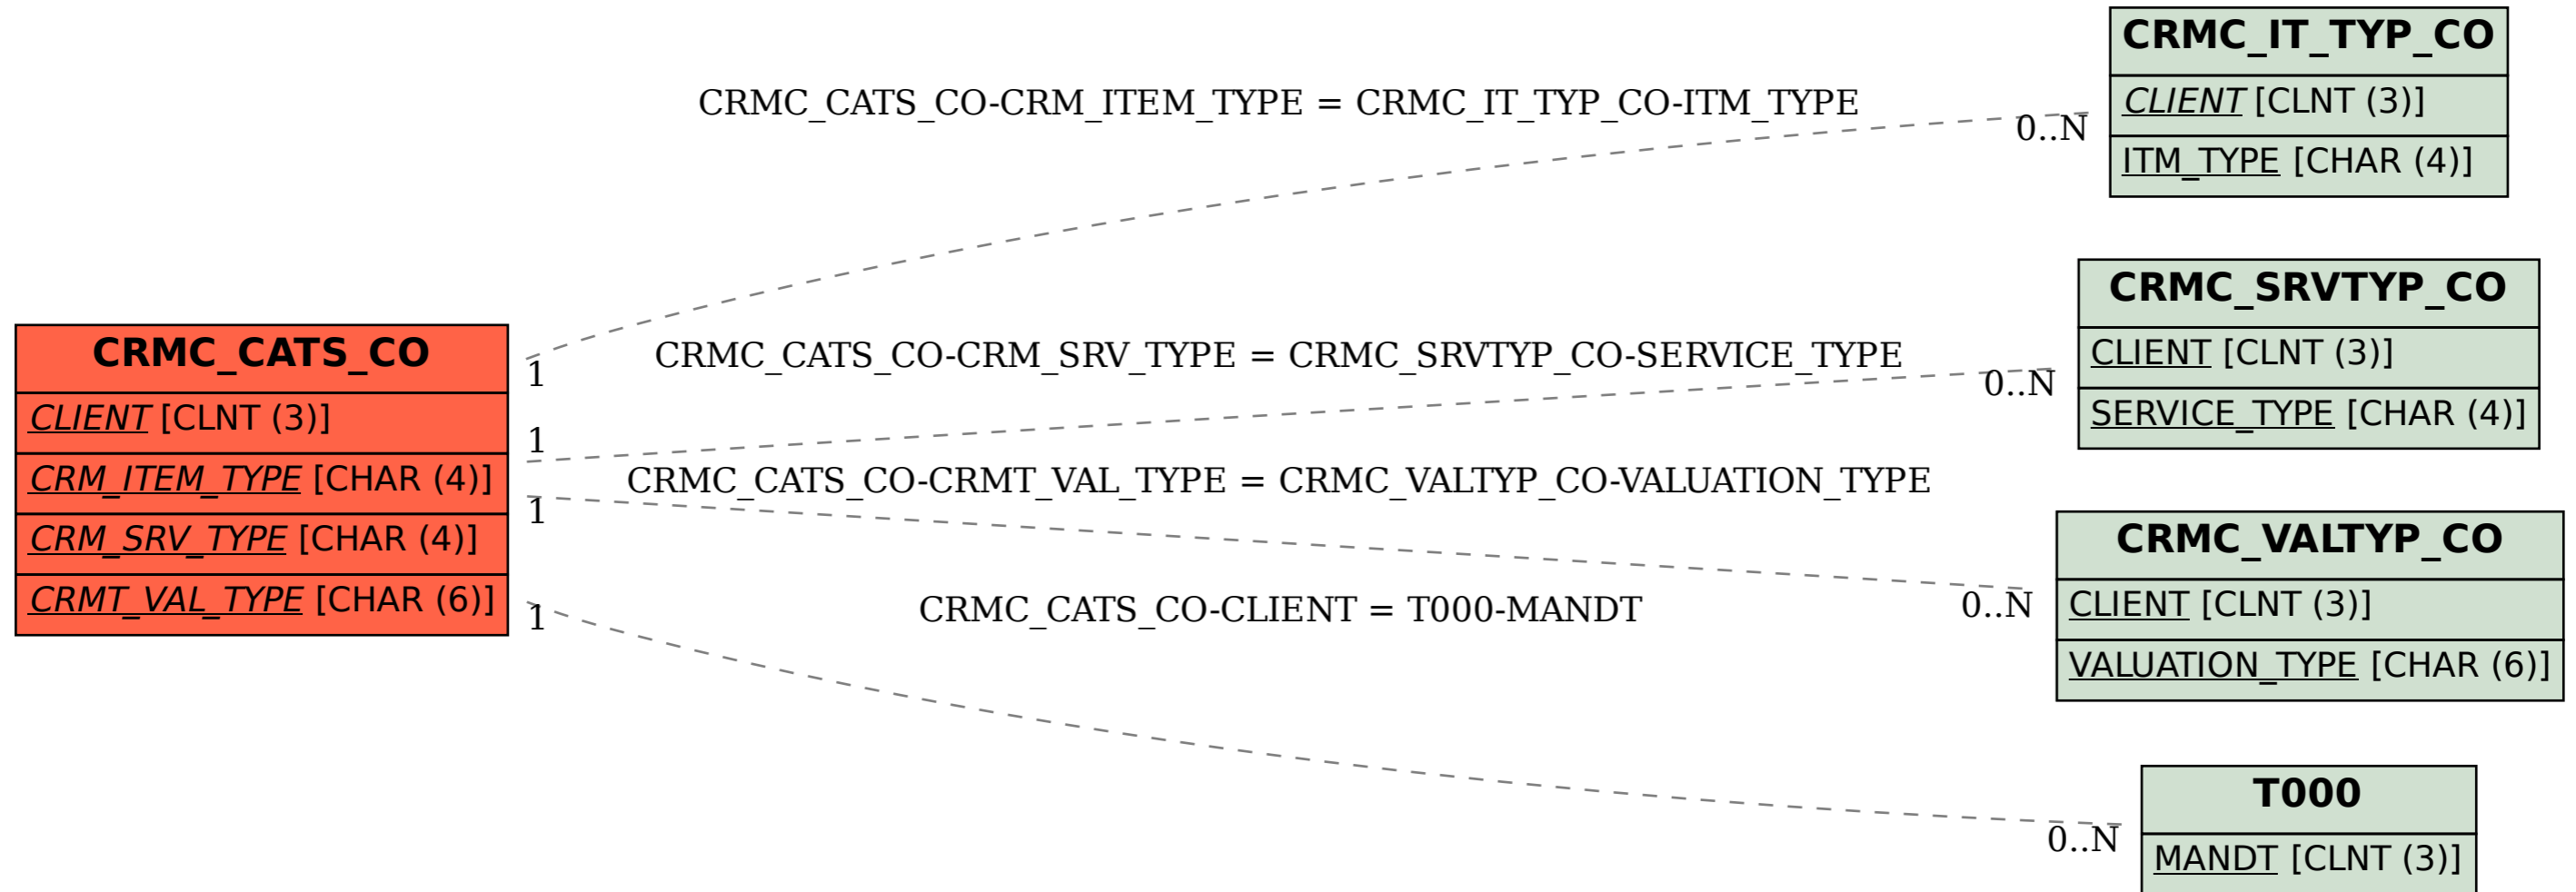 CRMC_IT_TYP_CO
CLIENT [CLNT (3)]
ITM_TYPE [CHAR (4)]
CRMC_CATS_CO-CRM_ITEM_TYPE = CRMC_IT_TYP_CO-ITM_TYPE
0..N
CRMC_SRVTYP_CO
CLIENT [CLNT (3)]
SERVICE_TYPE [CHAR (4)]
CRMC_CATS_CO
CLIENT [CLNT (3)]
CRM_ITEM_TYPE [CHAR (4)]
CRM_SRV_TYPE [CHAR (4)]
CRMT_VAL_TYPE [CHAR (6)]
1
CRMC_CATS_CO-CRM_SRV_TYPE = CRMC_SRVTYP_CO-SERVICE_TYPE
0..N
1
CRMC_CATS_CO-CRMT_VAL_TYPE = CRMC_VALTYP_CO-VALUATION_TYPE
1
CRMC_VALTYP_CO
CLIENT [CLNT (3)]
VALUATION_TYPE [CHAR (6)]
0..N
CRMC_CATS_CO-CLIENT = T000-MANDT
1
T000
MANDT [CLNT (3)]
0..N